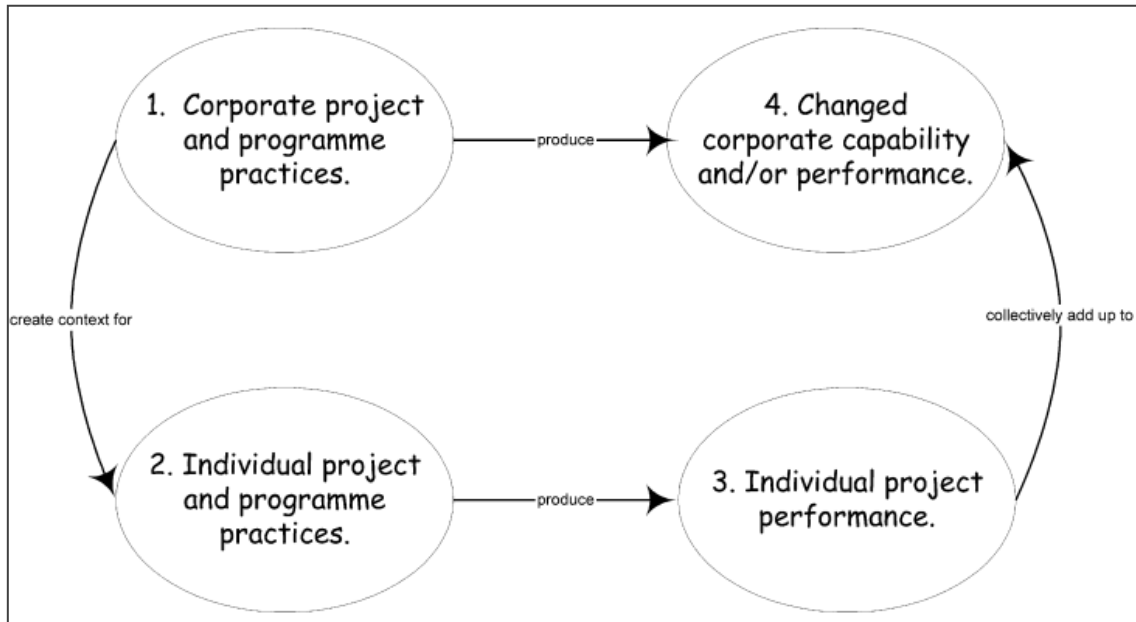 1. Corporate project
and programme
practices.
produce
4. Changed
corporate capability
and/or performance.
create context for
collectively add up to
2. Individual project
and programme
practices.
produce
3. Individual project
performance.